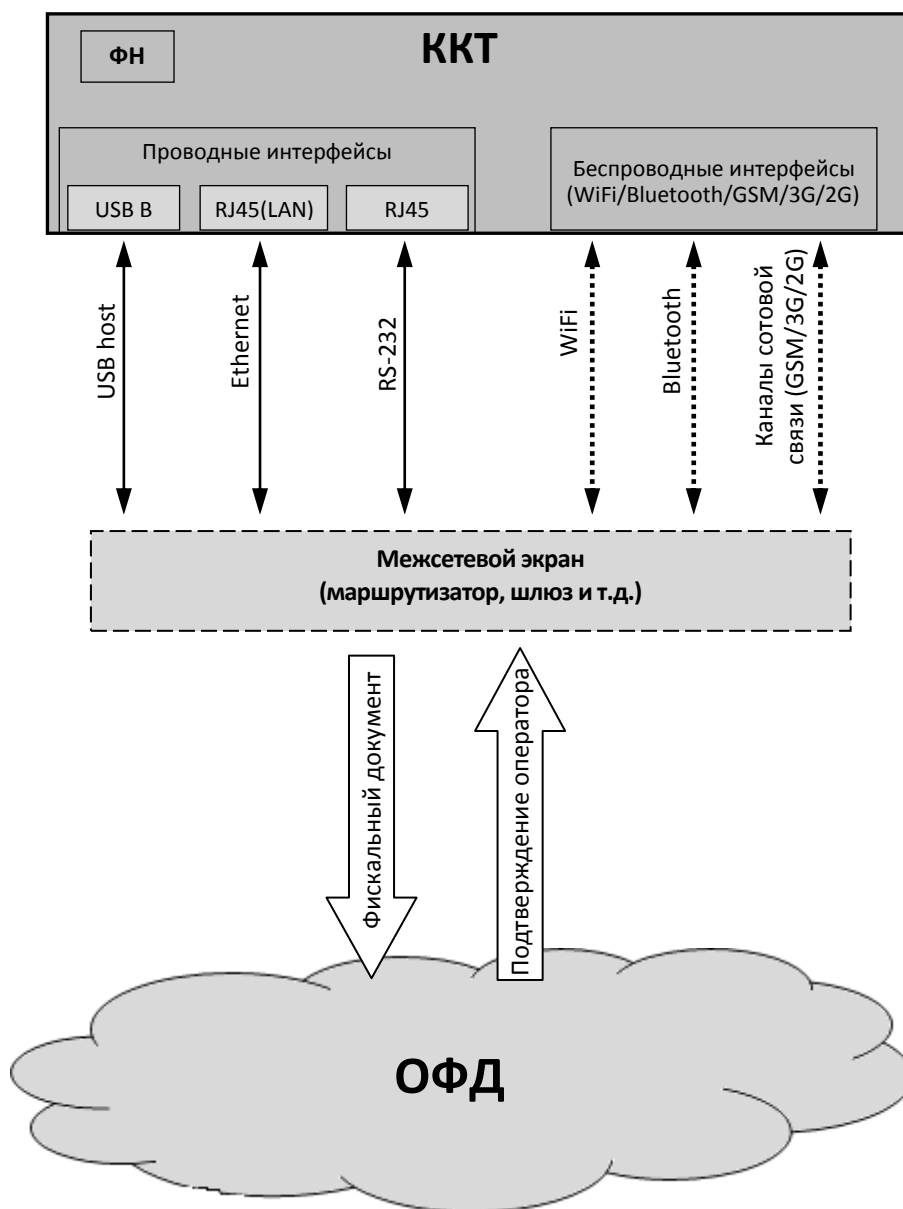 ФН
ККТ
Проводные интерфейсы
USB B
RJ45(LAN)
RJ45
Беспроводные интерфейсы
(WiFi/Bluetooth/GSM/3G/2G)
USB host
Ethernet
RS-232
WiFi
Bluetooth
Каналы сотовой
связи (GSM/3G/2G)
Межсетевой экран
(маршрутизатор, шлюз и т.д.)
Фискальный документ
Подтверждение оператора
ОФД